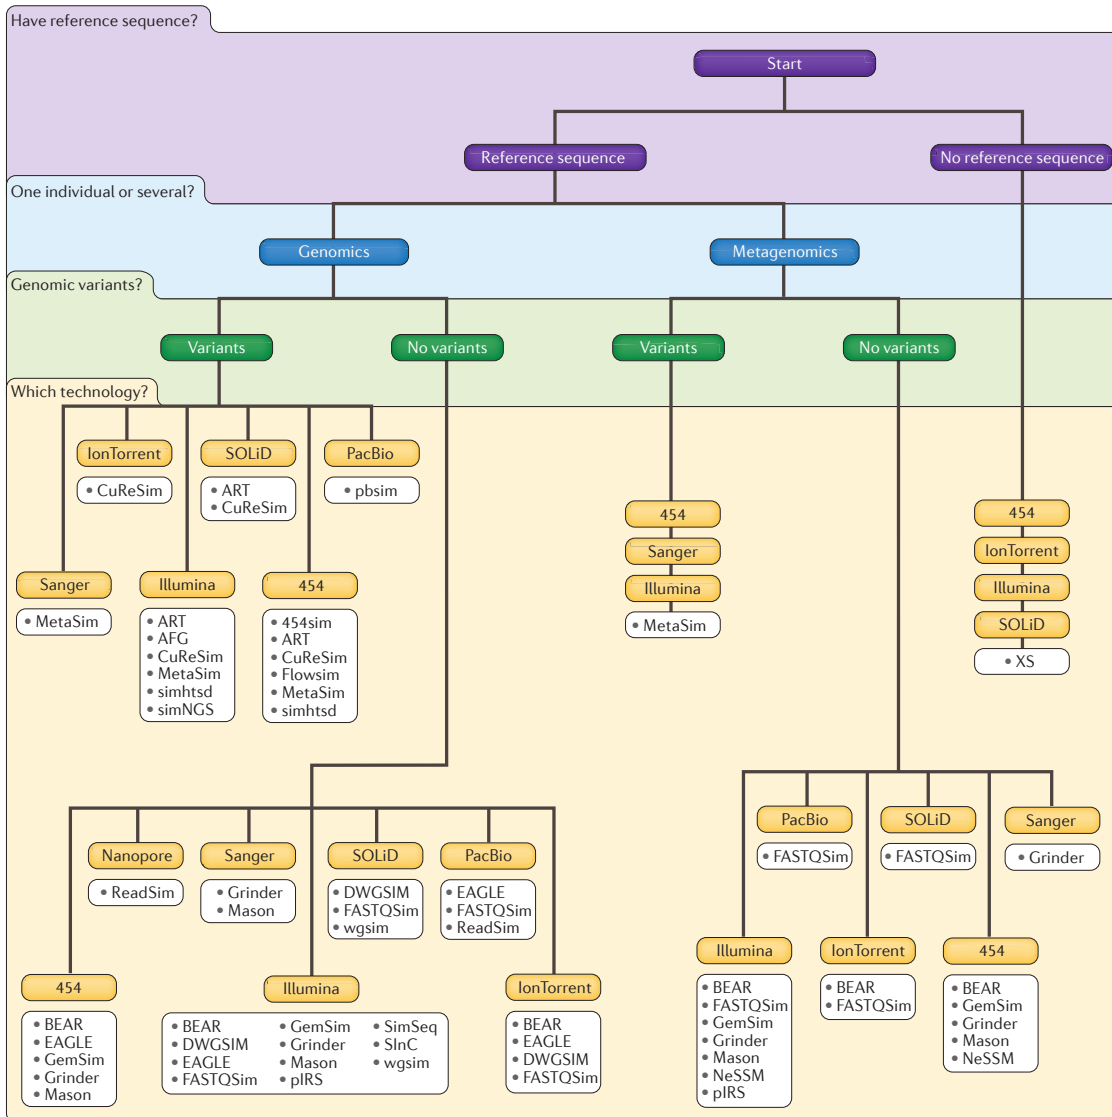 Have reference sequence?
Start
Reference sequence
No reference sequence
One individual or several?
Genomics
Metagenomics
Genomic variants?
Variants
No variants
Variants
No variants
Which technology?
IonTorrent
• CuReSim
SOLiD
• ART
• CuReSim
PacBio
• pbsim
Sanger
• MetaSim
Illumina
• ART
• AFG
• CuReSim
• MetaSim
• simhtsd
• simNGS
454
• 454sim
• ART
• CuReSim
• Flowsim
• MetaSim
• simhtsd
454
Sanger
Illumina
• MetaSim
454
IonTorrent
Illumina
SOLiD
• XS
Nanopore
• ReadSim
Sanger
• Grinder
• Mason
SOLiD
• DWGSIM
• FASTQSim
• wgsim
PacBio
• EAGLE
• FASTQSim
• ReadSim
454
• BEAR
• EAGLE
• GemSim
• Grinder
• Mason
Illumina
• BEAR
• DWGSIM
• EAGLE
• FASTQSim
• GemSim
• Grinder
• Mason
• pIRS
• SimSeq
• SInC
• wgsim
IonTorrent
• BEAR
• EAGLE
• DWGSIM
• FASTQSim
PacBio
• FASTQSim
SOLiD
• FASTQSim
Sanger
• Grinder
Illumina
• BEAR
• FASTQSim
• GemSim
• Grinder
• Mason
• NeSSM
• pIRS
IonTorrent
• BEAR
• FASTQSim
454
• BEAR
• GemSim
• Grinder
• Mason
• NeSSM